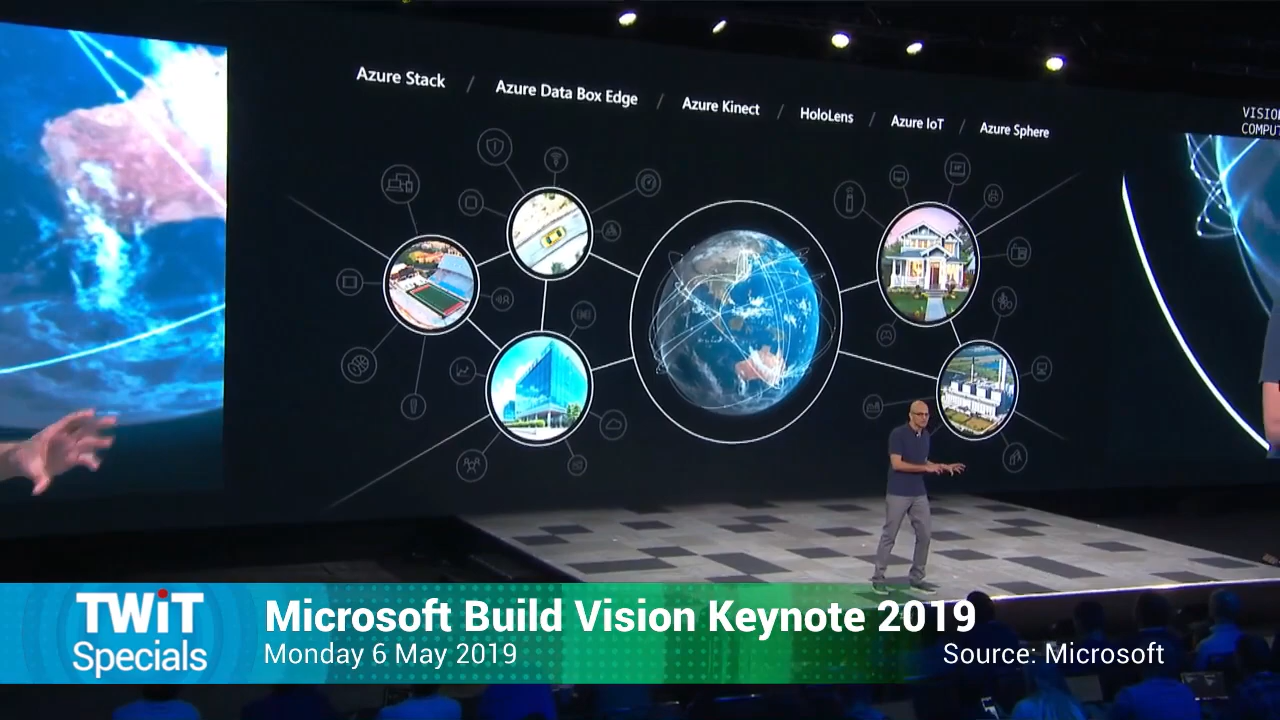 Azure Stack / Azure Data Box Edge / Azure Kinect / HoloLens / Azure IoT / Azure Sphere
TWiT
Specials
Microsoft Build Vision Keynote 2019
Monday 6 May 2019
Source: Microsoft